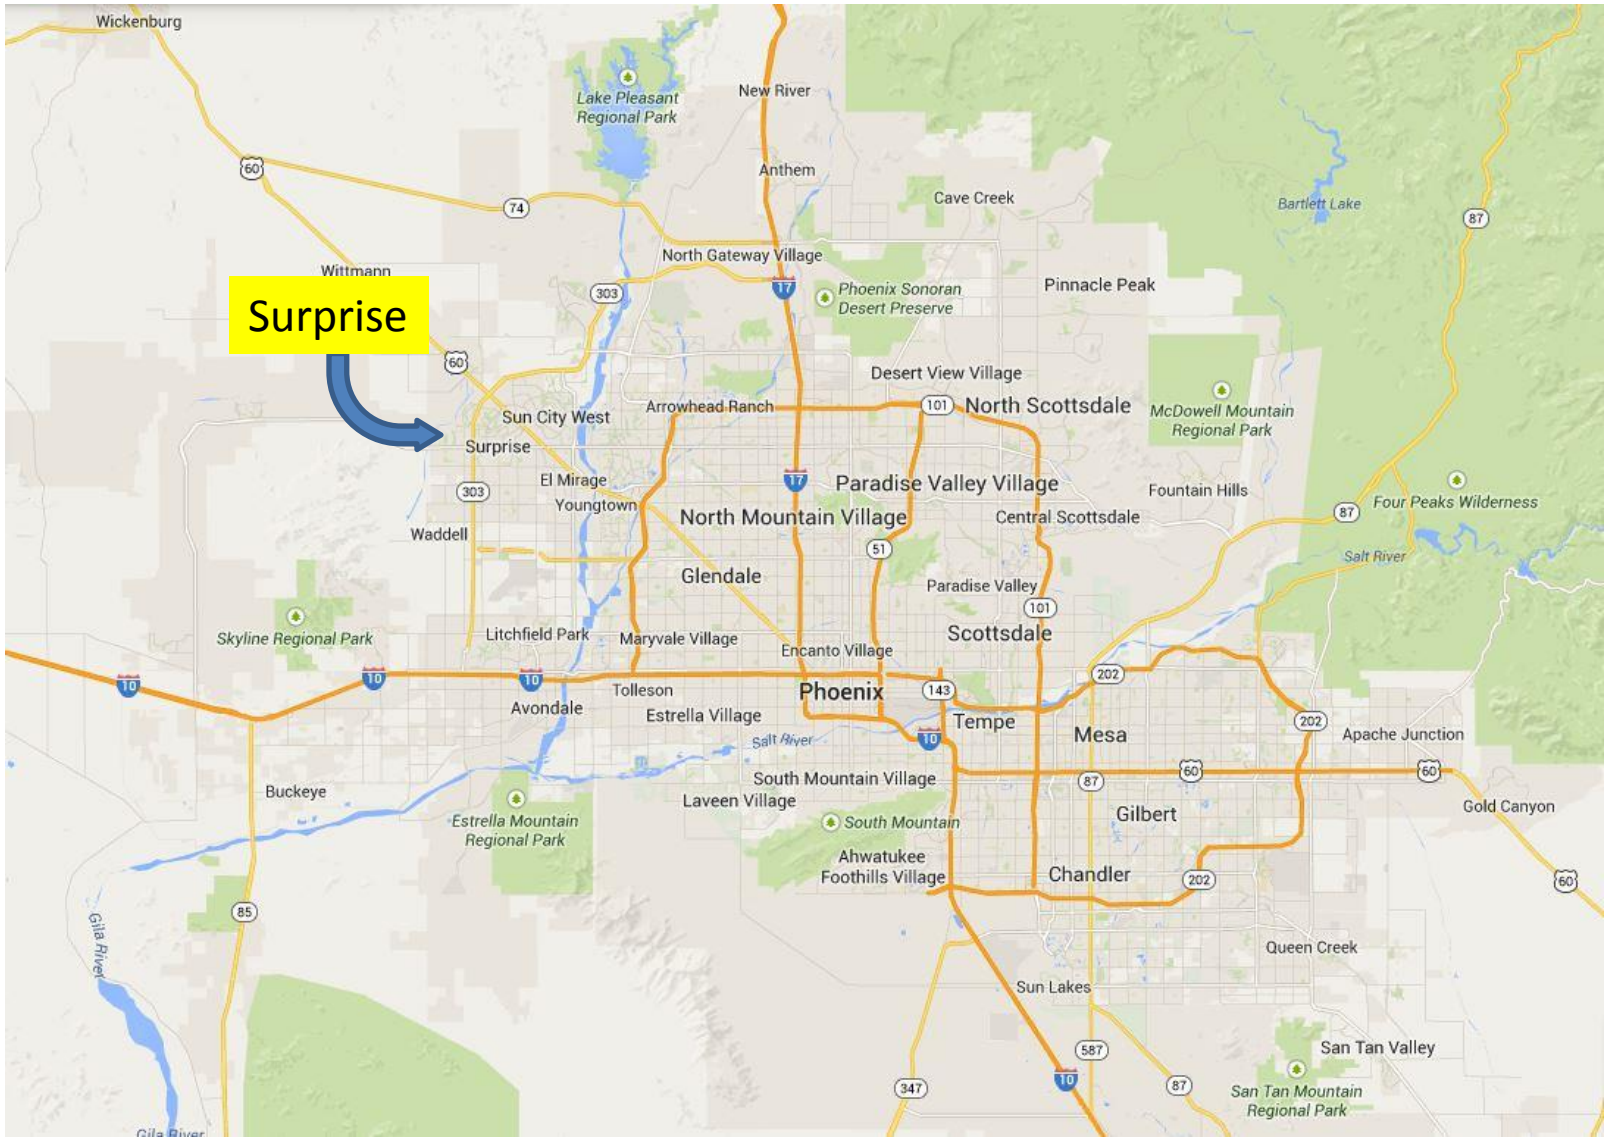 Wickenburg
Lake Pleasant
Regional Park
New River
60
Anthem
74
Cave Creek
Bartlett Lake
87
North Gateway Village
Wittmann
303
17
Phoenix Sonoran
Desert Preserve
Pinnacle Peak
Surprise
60
Desert View Village
Sun City West
Arrowhead Ranch
101
North Scottsdale
McDowell Mountain
Regional Park
Surprise
El Mirage
17
Paradise Valley Village
303
Youngtown
Fountain Hills
Four Peaks Wilderness
North Mountain Village
Central Scottsdale
87
Waddell
51
Salt River
Glendale
Paradise Valley
101
Skyline Regional Park
Litchfield Park
Maryvale Village
Scottsdale
Encanto Village
10
10
10
202
Tolleson
Phoenix
143
Avondale
Estrella Village
Tempe
202
Salt River
10
Mesa
Apache Junction
South Mountain Village
87
60
60
Buckeye
Laveen Village
Gold Canyon
Estrella Mountain
Regional Park
South Mountain
Gilbert
Ahwatukee
Foothills Village
Chandler
202
60
85
Gila River
Queen Creek
Sun Lakes
587
San Tan Valley
347
10
87
San Tan Mountain
Regional Park
Gila River